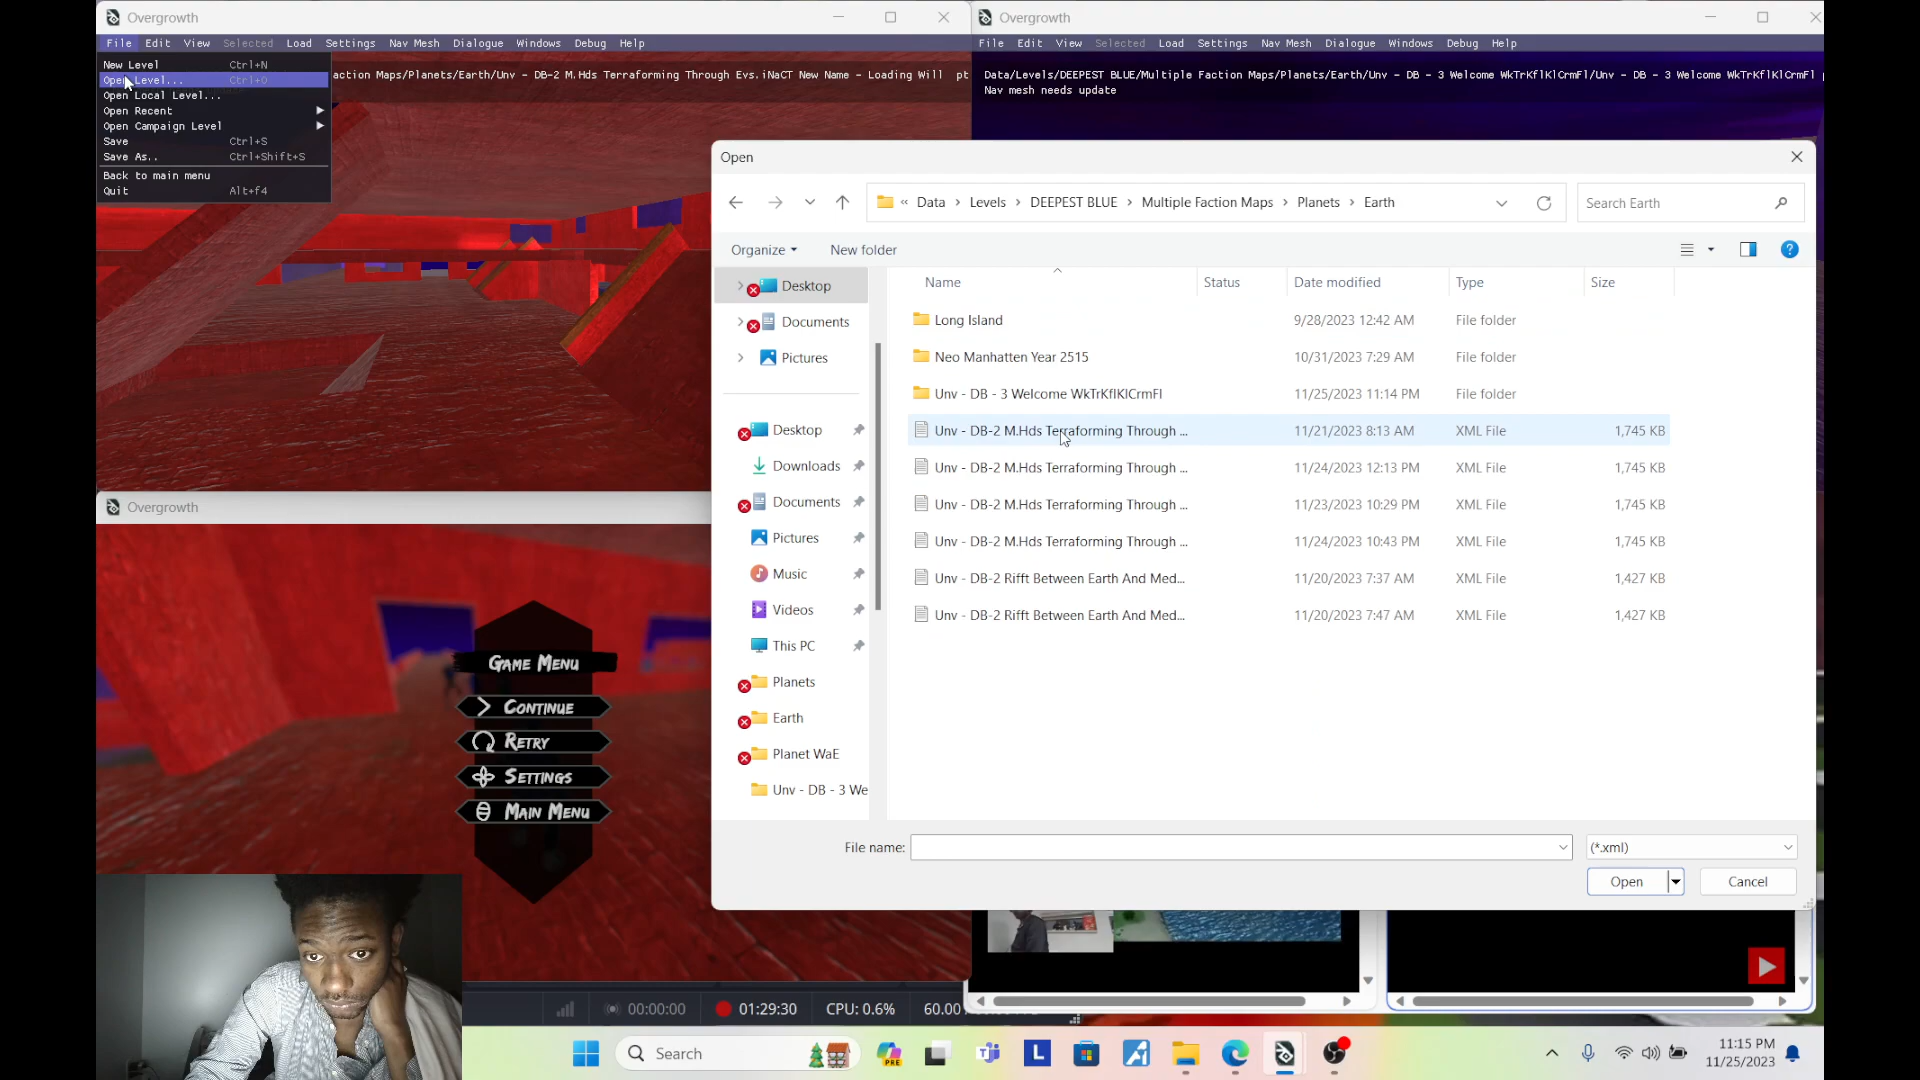 Overgrowth
File Edit View Selected Load Settings Nav Mesh Dialogue Windows Debug Help
New Level Ctrl+N
Open Level... Ctrl+O
Open Local Level...
Open Recent
Open Campaign Level
Save Ctrl+S
Save As.. Ctrl+Shift+S
Back to main menu
Quit Alt+f4
action Maps/Planets/Earth/Unv - DB-2 M.Hds Terraforming Through Evs.iNaCT New Name - Loading Will pt
Overgrowth
File Edit View Selected Load Settings Nav Mesh Dialogue Windows Debug Help
Data/Levels/DEEPEST BLUE/Multiple Faction Maps/Planets/Earth/Unv - DB - 3 Welcome WkTrKflKlCrmFl/Unv - DB - 3 Welcome WkTrKflKlCrmFl
Nav mesh needs update
Open
« Data › Levels › DEEPEST BLUE › Multiple Faction Maps › Planets › Earth
Search Earth
Organize New folder
Desktop
Documents
Pictures
Desktop
Downloads
Documents
Pictures
Music
Videos
This PC
Planets
Earth
Planet WaE
Unv - DB - 3 We
Name Status Date modified Type Size
Long Island 9/28/2023 12:42 AM File folder
Neo Manhatten Year 2515 10/31/2023 7:29 AM File folder
Unv - DB - 3 Welcome WkTrKflKlCrmFl 11/25/2023 11:14 PM File folder
Unv - DB-2 M.Hds Terraforming Through ... 11/21/2023 8:13 AM XML File 1,745 KB
Unv - DB-2 M.Hds Terraforming Through ... 11/24/2023 12:13 PM XML File 1,745 KB
Unv - DB-2 M.Hds Terraforming Through ... 11/23/2023 10:29 PM XML File 1,745 KB
Unv - DB-2 M.Hds Terraforming Through ... 11/24/2023 10:43 PM XML File 1,745 KB
Unv - DB-2 Rifft Between Earth And Med... 11/20/2023 7:37 AM XML File 1,427 KB
Unv - DB-2 Rifft Between Earth And Med... 11/20/2023 7:47 AM XML File 1,427 KB
File name:
(*.xml)
Open
Cancel
Overgrowth
Game Menu
Continue
Retry
Settings
Main Menu
00:00:00 01:29:30 CPU: 0.6% 60.00
Search
PRE
L
11:15 PM
11/25/2023